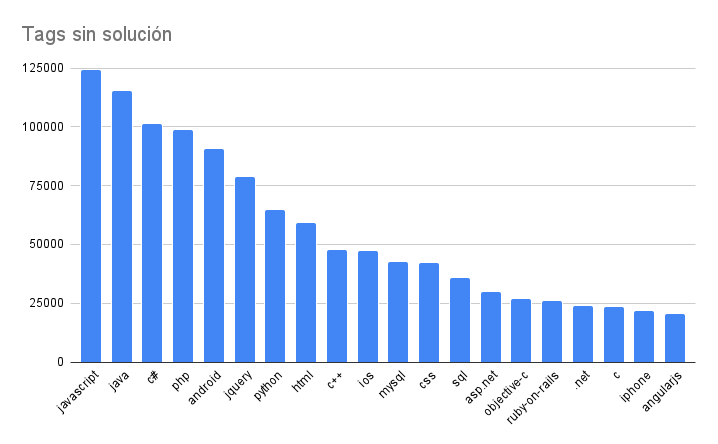 Tags sin solución
125000
100000
75000
50000
25000
0
javascript
java
c#
php
android
jquery
python
html
c++
ios
mysql
css
sql
asp.net
objective-c
ruby-on-rails
.net
c
iphone
angularjs